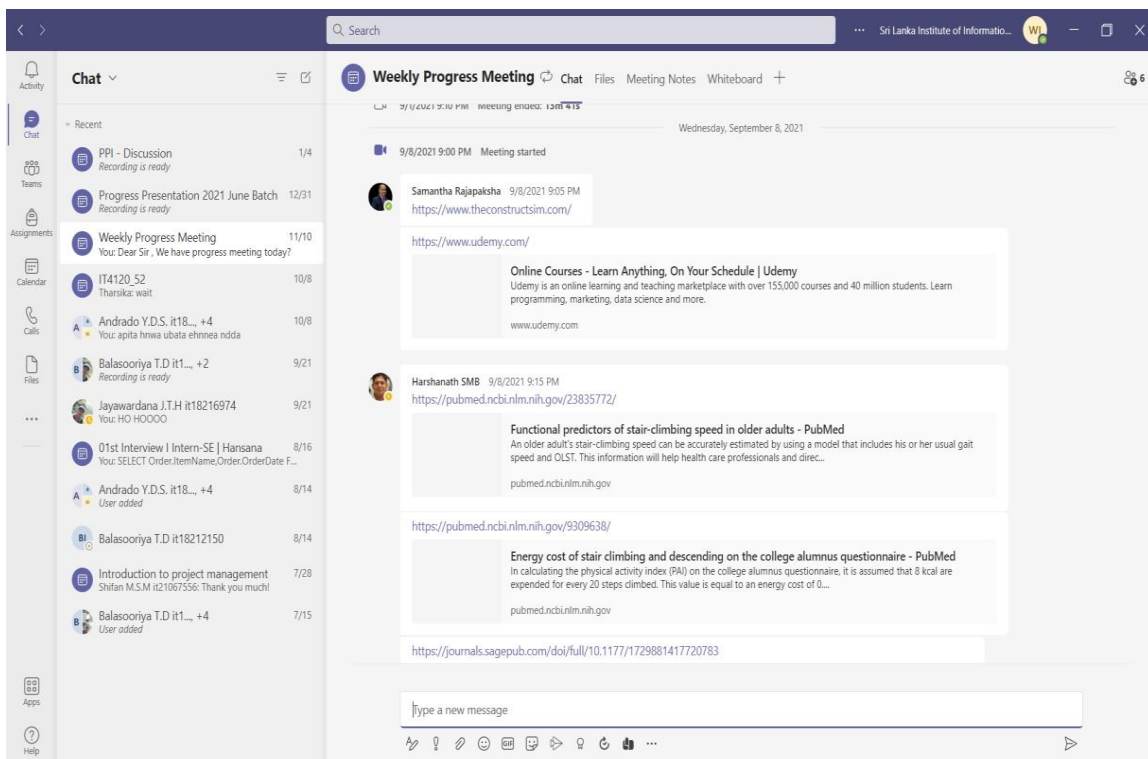 Search
Sri Lanka Institute of Informatio...
WI
Activity
Chat
Teams
Assignments
Calendar
Calls
Files
Apps
Help
Chat
Recent
PPI - Discussion 1/4
Recording is ready
Progress Presentation 2021 June Batch 12/31
Recording is ready
Weekly Progress Meeting 11/10
You: Dear Sir , We have progress meeting today?
IT4120_52 10/8
Tharsika: wait
A Andrado Y.D.S. it18..., +4 10/8
You: apita hnwa ubata ehnnea ndda
B Balasooriya T.D it1..., +2 9/21
Recording is ready
Jayawardana J.T.H it18216974 9/21
You: HO HOOOO
01st Interview I Intern-SE | Hansana 8/16
You: SELECT Order.ItemName,Order.OrderDate F...
A Andrado Y.D.S. it18..., +4 8/14
User added
BI Balasooriya T.D it18212150 8/14
Introduction to project management 7/28
Shifan M.S.M it21067556: Thank you much!
B Balasooriya T.D it1..., +4 7/15
User added
Weekly Progress Meeting Chat Files Meeting Notes Whiteboard 6
9/1/2021 9:10 PM Meeting ended: 13m 41s
Wednesday, September 8, 2021
9/8/2021 9:00 PM Meeting started
Samantha Rajapaksha 9/8/2021 9:05 PM
https://www.theconstructsim.com/
https://www.udemy.com/
Online Courses - Learn Anything, On Your Schedule | Udemy
Udemy is an online learning and teaching marketplace with over 155,000 courses and 40 million students. Learn
programming, marketing, data science and more.
www.udemy.com
Harshanath SMB 9/8/2021 9:15 PM
https://pubmed.ncbi.nlm.nih.gov/23835772/
Functional predictors of stair-climbing speed in older adults - PubMed
An older adult's stair-climbing speed can be accurately estimated by using a model that includes his or her usual gait
speed and OLST. This information will help health care professionals and direc...
pubmed.ncbi.nlm.nih.gov
https://pubmed.ncbi.nlm.nih.gov/9309638/
Energy cost of stair climbing and descending on the college alumnus questionnaire - PubMed
In calculating the physical activity index (PAI) on the college alumnus questionnaire, it is assumed that 8 kcal are
expended for every 20 steps climbed. This value is equal to an energy cost of 0....
pubmed.ncbi.nlm.nih.gov
https://journals.sagepub.com/doi/full/10.1177/1729881417720783
Type a new message
GIF